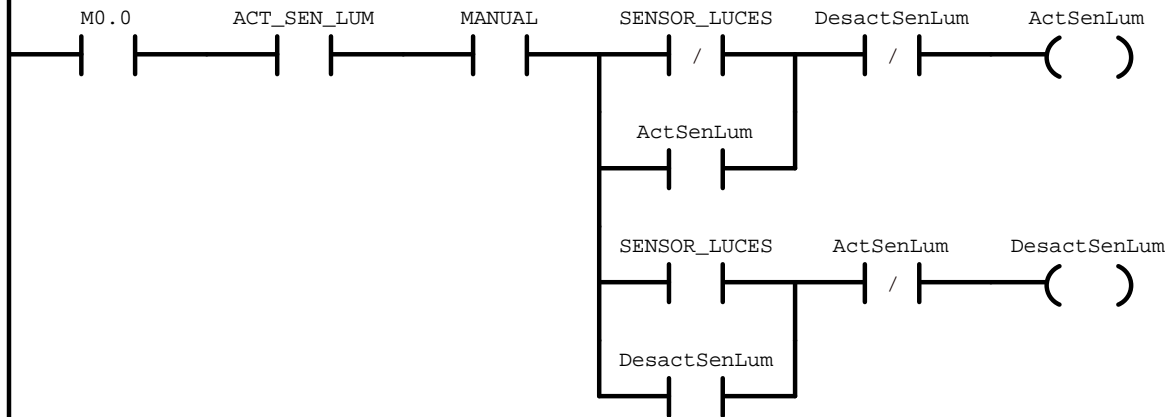 M0.0 ACT_SEN_LUM MANUAL SENSOR_LUCES DesactSenLum ActSenLum
/ /
ActSenLum
SENSOR_LUCES ActSenLum DesactSenLum
/
DesactSenLum